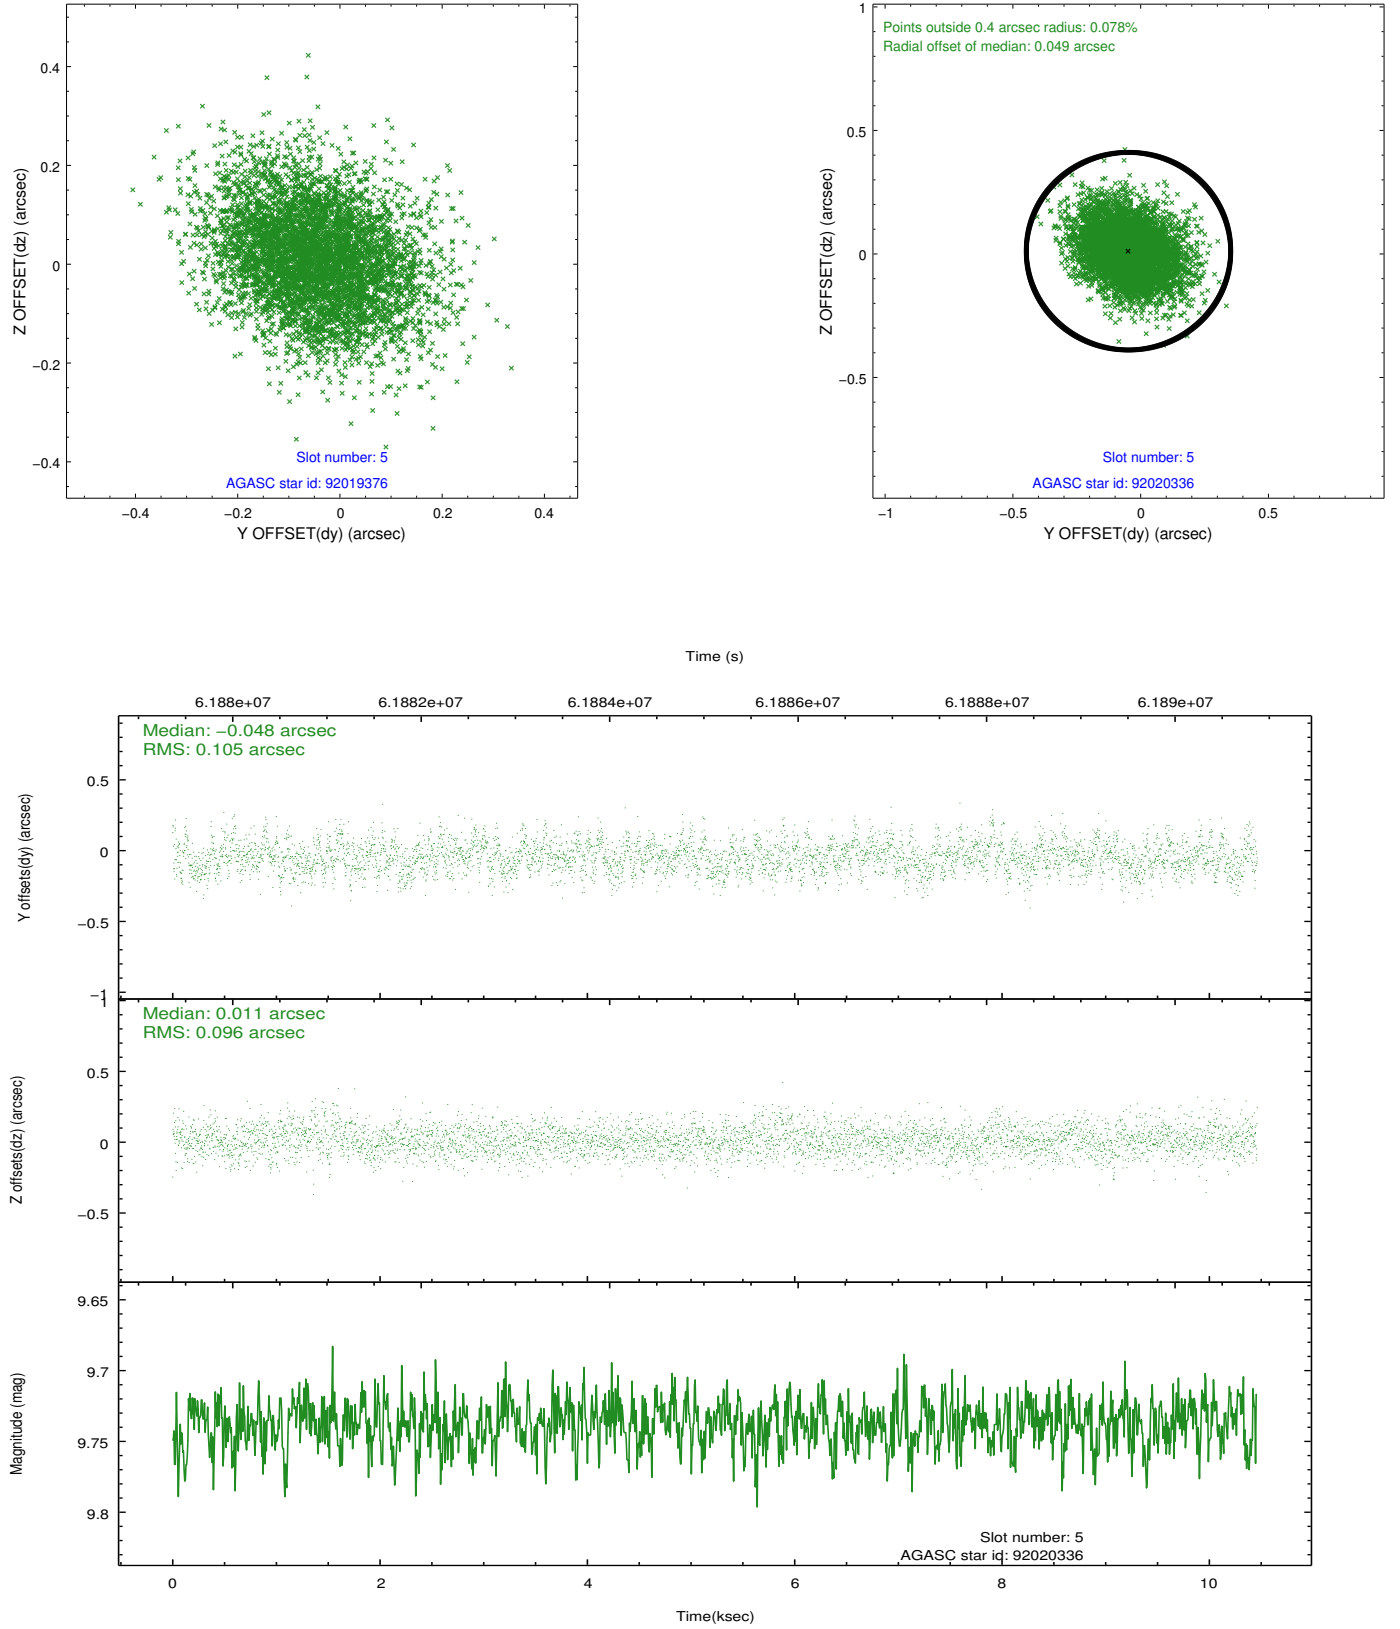 0.4
0.2
0
−0.2
−0.4
Z OFFSET(dz) (arcsec)
Slot number: 5
AGASC star id: 92019376
−0.4 −0.2 0 0.2 0.4
Y OFFSET(dy) (arcsec)
Points outside 0.4 arcsec radius: 0.078%
Radial offset of median: 0.049 arcsec
1
0.5
0
−0.5
Z OFFSET(dz) (arcsec)
Slot number: 5
AGASC star id: 92020336
−1 −0.5 0 0.5
Y OFFSET(dy) (arcsec)
Time (s)
6.188e+07 6.1882e+07 6.1884e+07 6.1886e+07 6.1888e+07 6.189e+07
Median: −0.048 arcsec
RMS: 0.105 arcsec
0.5
0
−0.5
−1
Y offsets(dy) (arcsec)
1
Median: 0.011 arcsec
RMS: 0.096 arcsec
0.5
0
−0.5
Z offsets(dz) (arcsec)
9.65
9.7
9.75
9.8
Magnitude (mag)
Slot number: 5
AGASC star id: 92020336
0 2 4 6 8 10
Time(ksec)